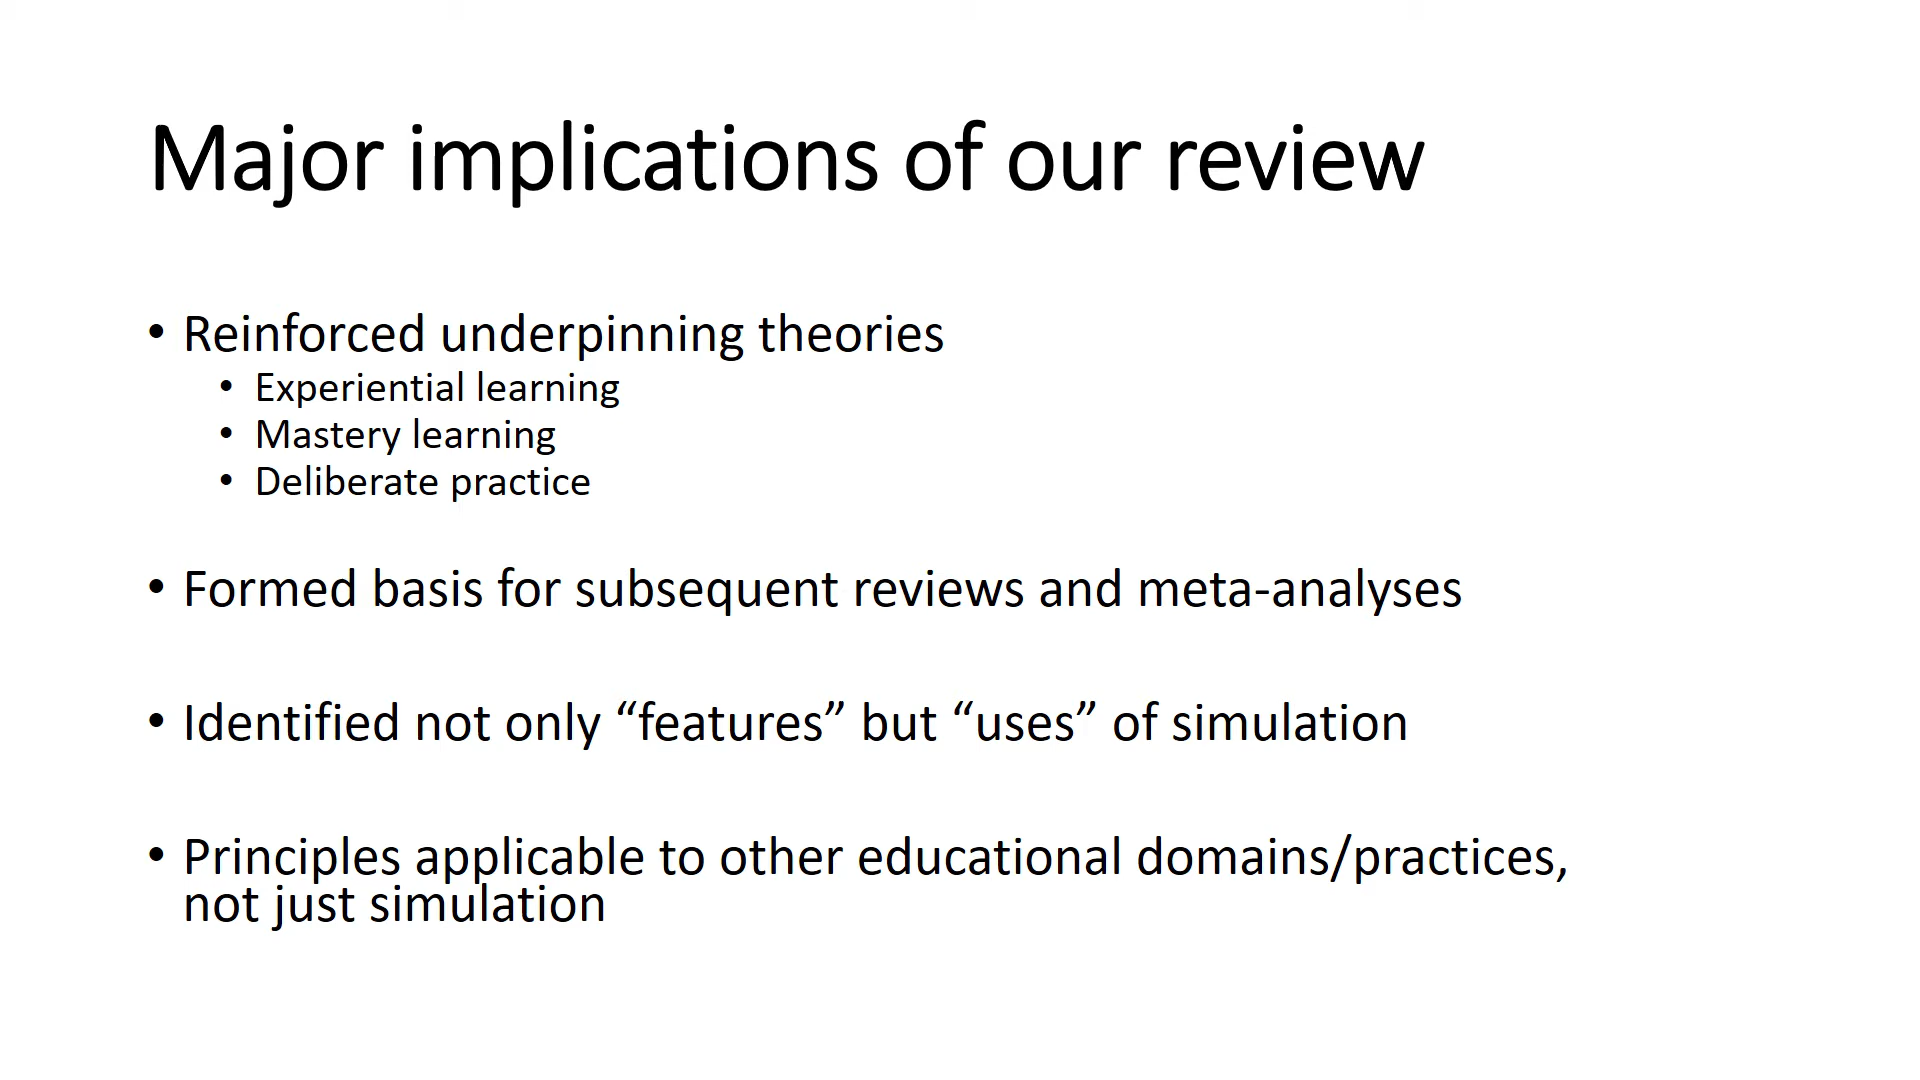 Major implications of our review
• Reinforced underpinning theories
• Experiential learning
• Mastery learning
• Deliberate practice
• Formed basis for subsequent reviews and meta-analyses
• Identified not only “features” but “uses” of simulation
• Principles applicable to other educational domains/practices,
not just simulation